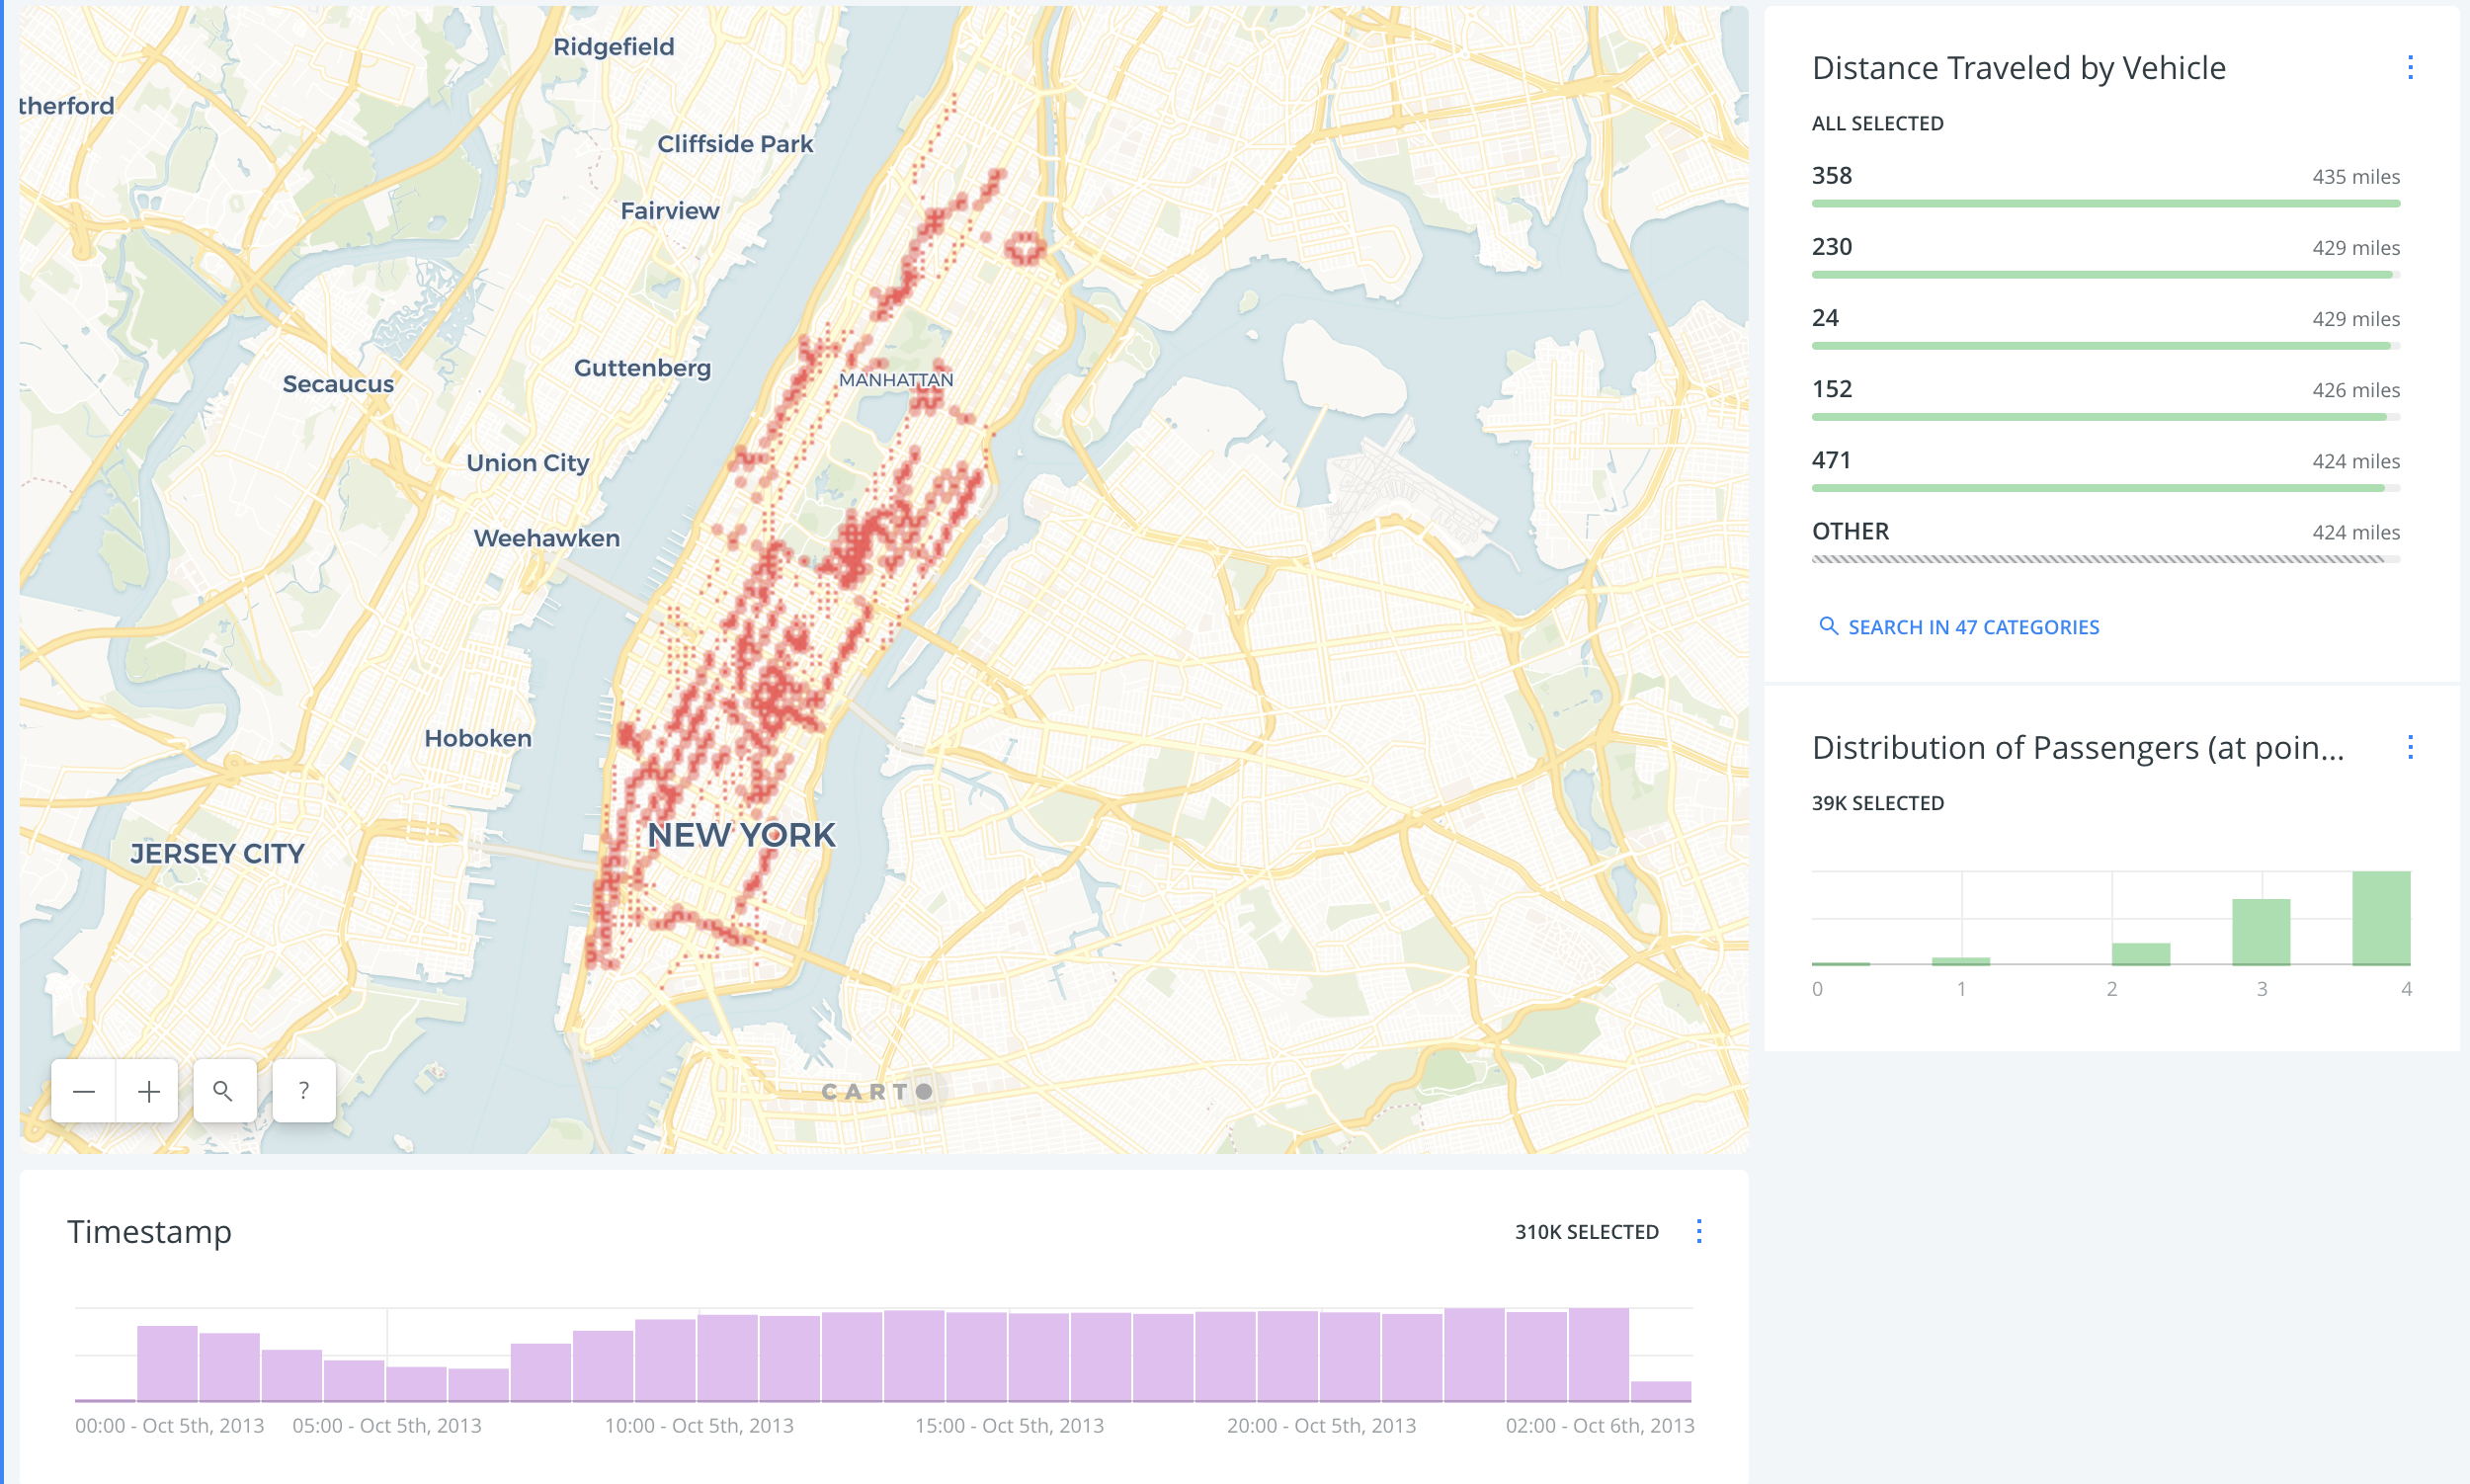 Ridgefield
therford
Cliffside Park
Fairview
Guttenberg
Secaucus
MANHATTAN
Union City
Weehawken
Hoboken
NEW YORK
JERSEY CITY
?
CARTO
Distance Traveled by Vehicle
ALL SELECTED
358 435 miles
230 429 miles
24 429 miles
152 426 miles
471 424 miles
OTHER 424 miles
SEARCH IN 47 CATEGORIES
Distribution of Passengers (at poin...
39K SELECTED
0 1 2 3 4
Timestamp 310K SELECTED
00:00 - Oct 5th, 2013 05:00 - Oct 5th, 2013 10:00 - Oct 5th, 2013 15:00 - Oct 5th, 2013 20:00 - Oct 5th, 2013 02:00 - Oct 6th, 2013